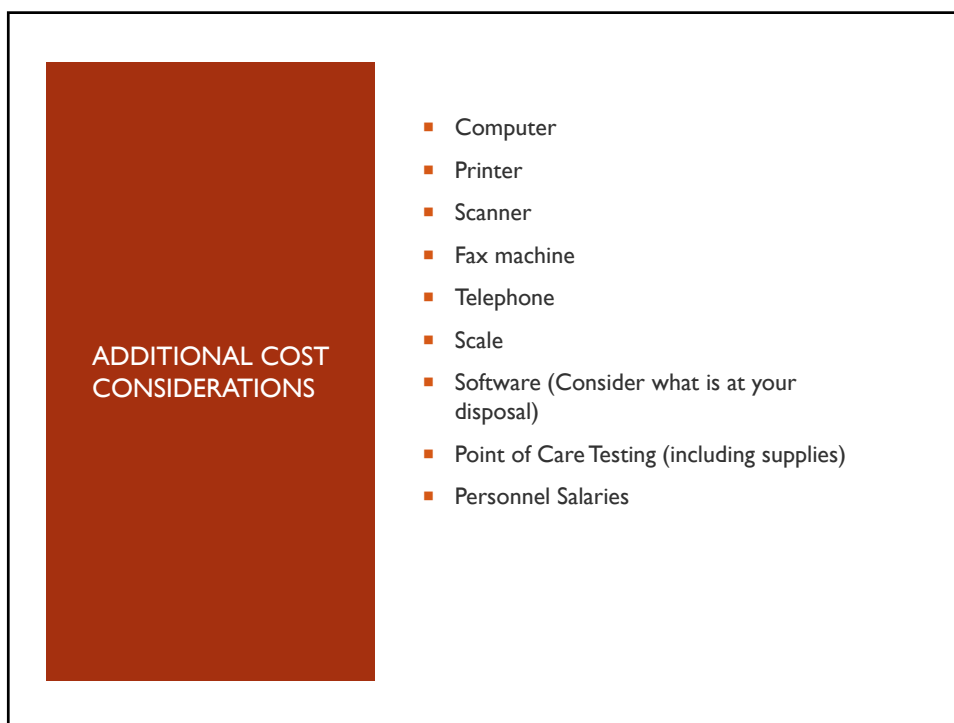 ADDITIONAL COST
CONSIDERATIONS
▪ Computer
▪ Printer
▪ Scanner
▪ Fax machine
▪ Telephone
▪ Scale
▪ Software (Consider what is at your
disposal)
▪ Point of Care Testing (including supplies)
▪ Personnel Salaries